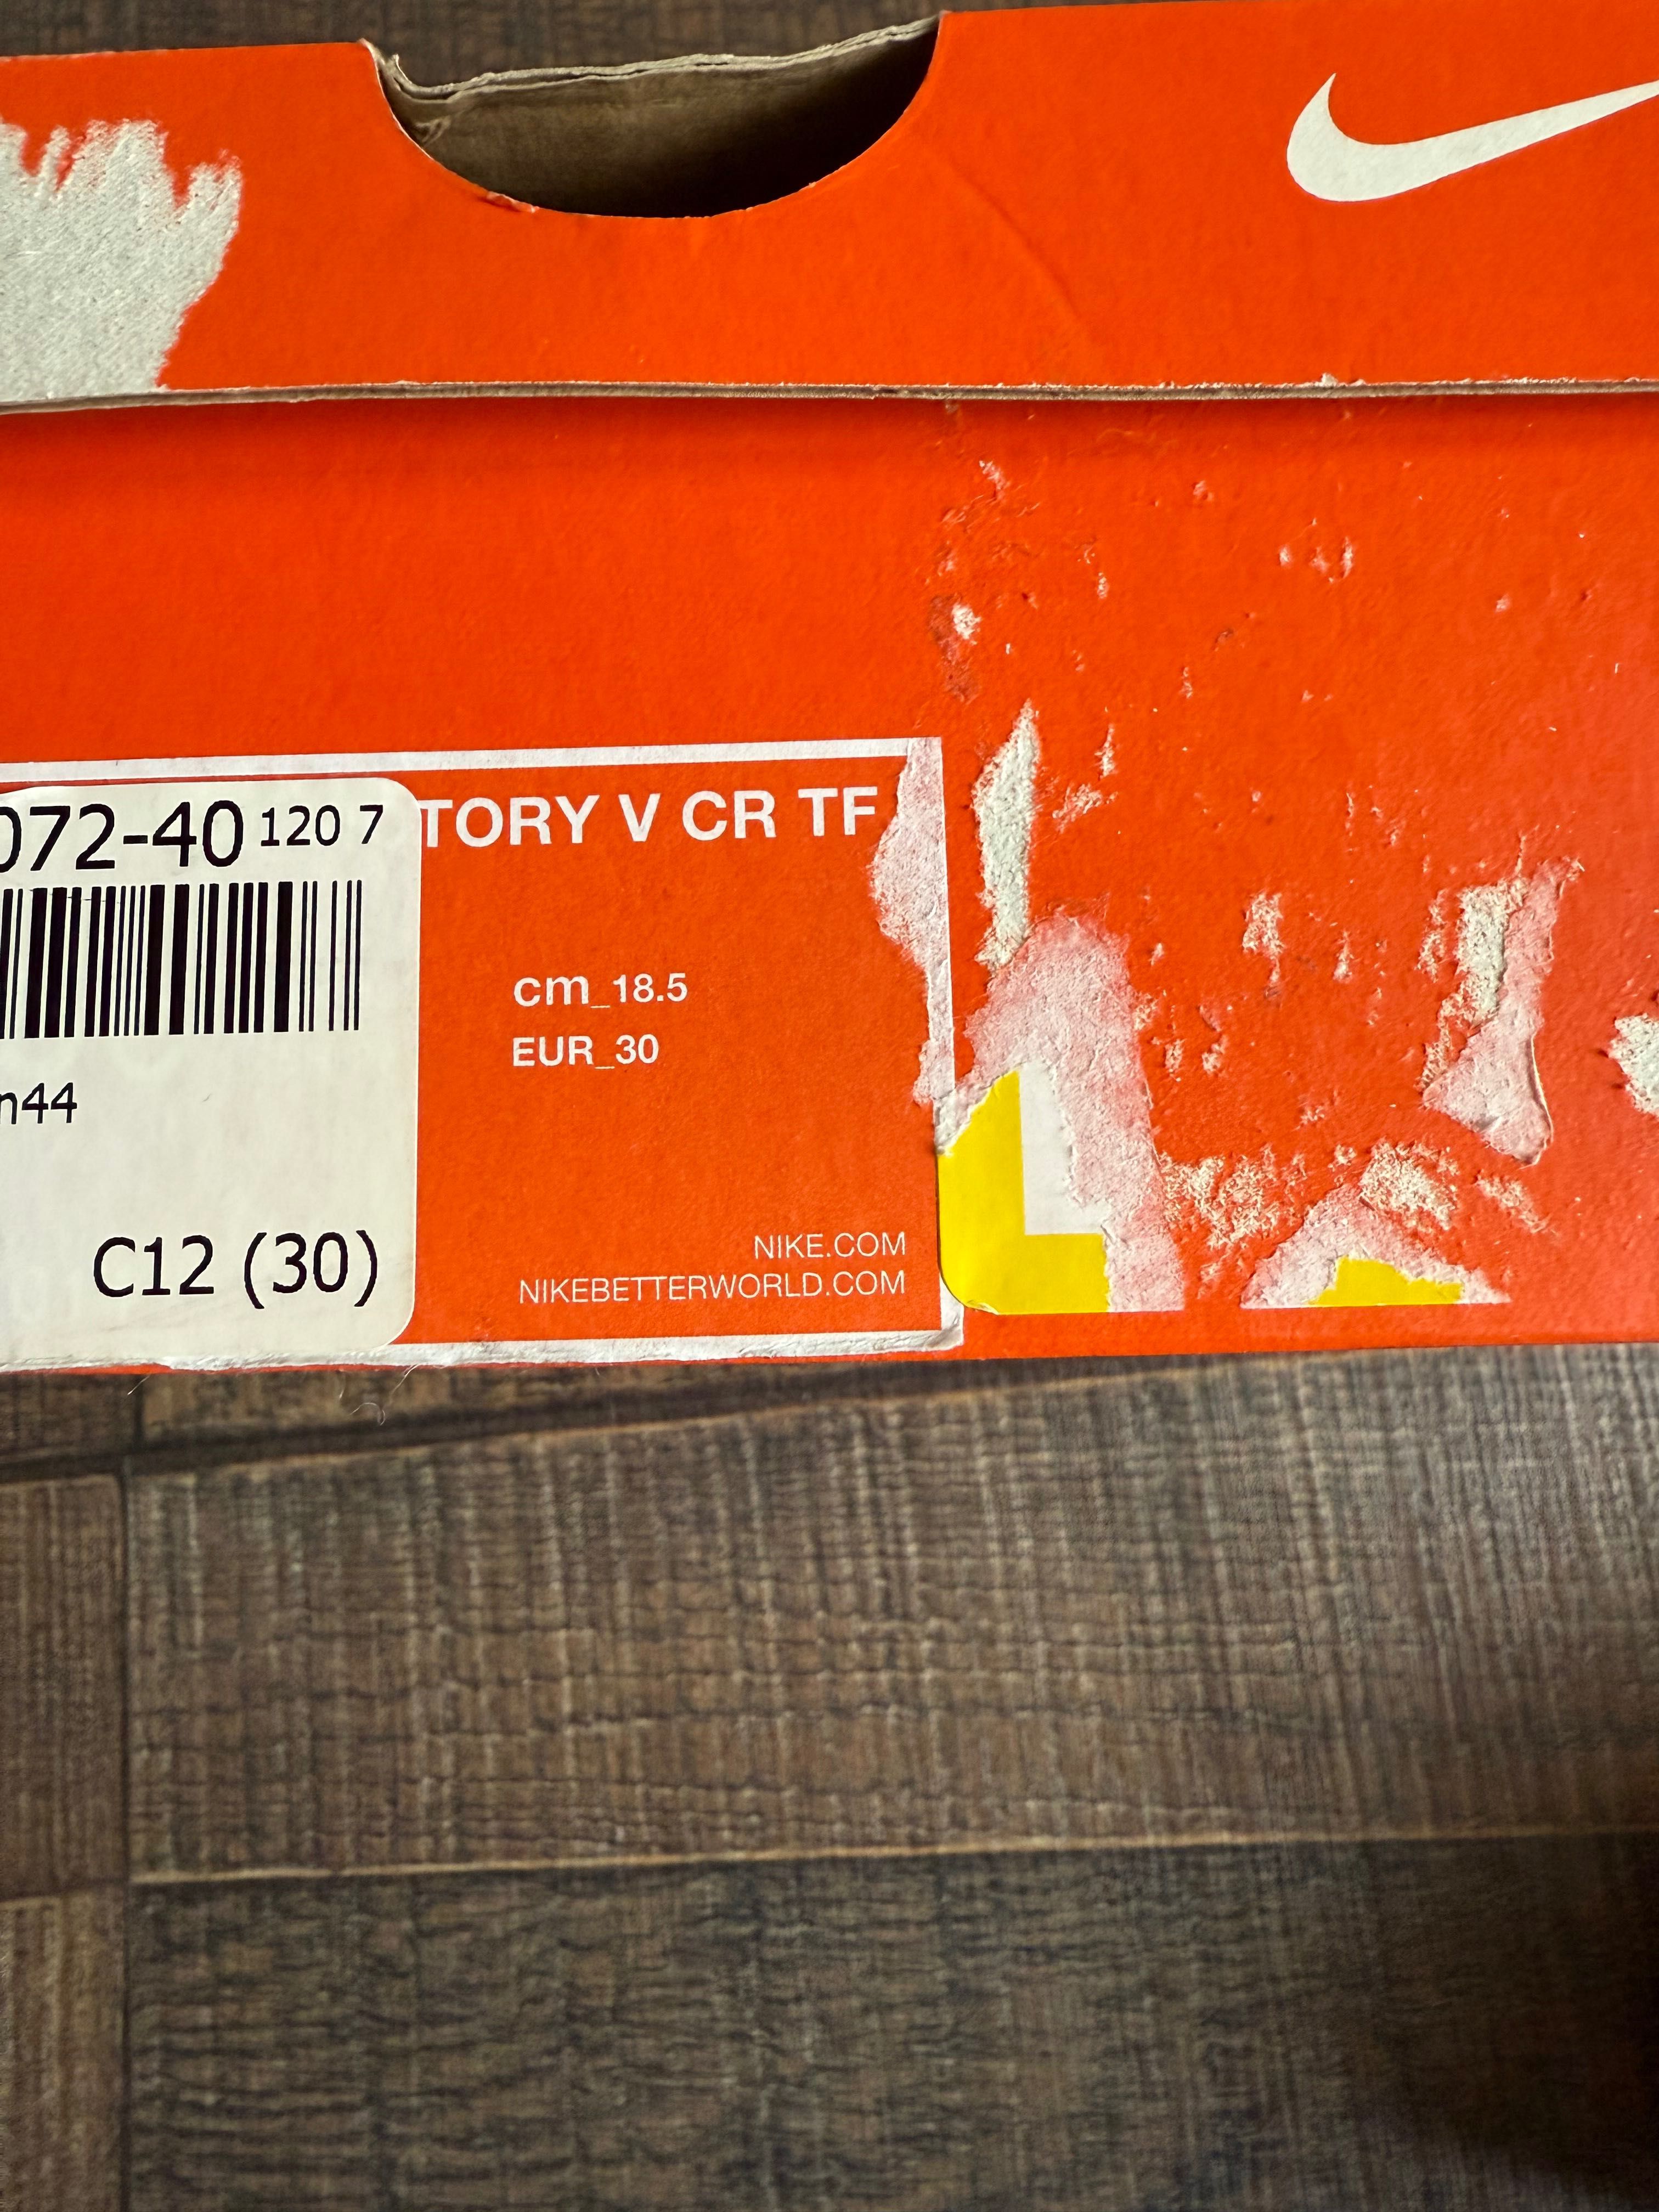 072-40 120 7
TORY V CR TF
cm_18.5
EUR_30
n44
C12 (30)
NIKE.COM
NIKEBETTERWORLD.COM